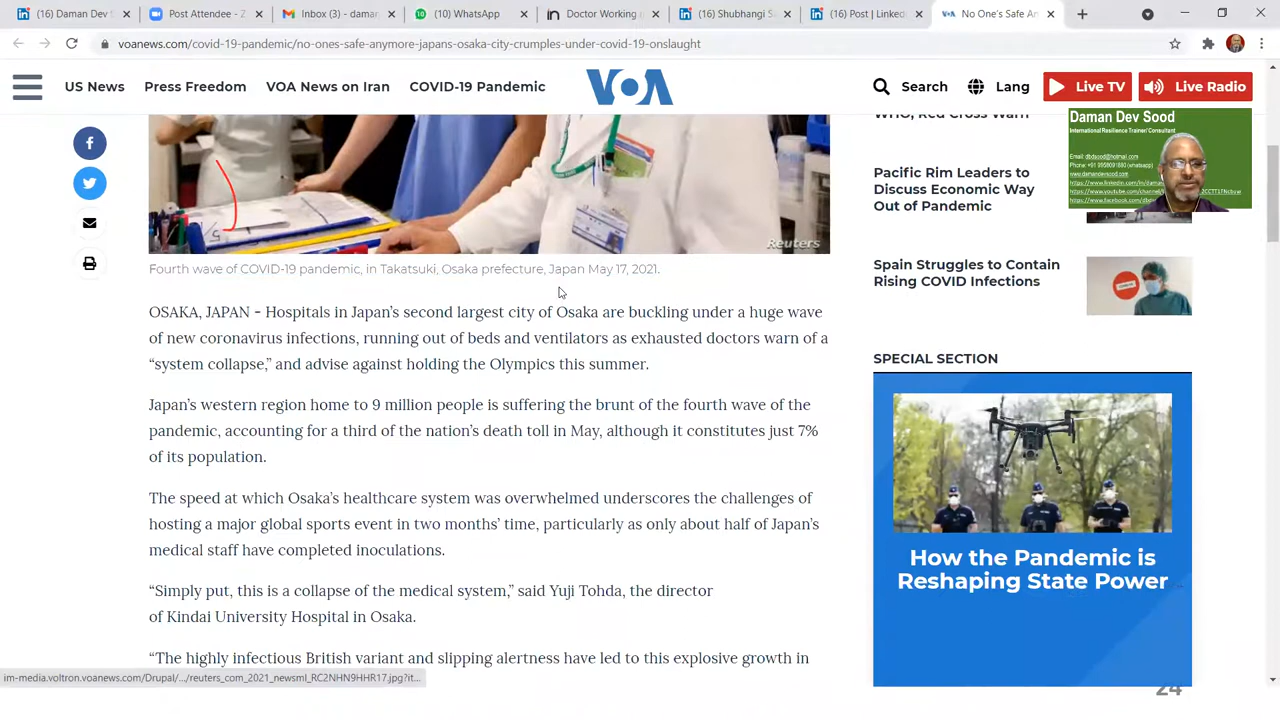 (16) Daman Dev S
Post Attendee - Z
Inbox (3) - damar
(10) WhatsApp
Doctor Working
(16) Shubhangi S
(16) Post | Linked
No One's Safe An
voanews.com/covid-19-pandemic/no-ones-safe-anymore-japans-osaka-city-crumples-under-covid-19-onslaught
US News
Press Freedom
VOA News on Iran
COVID-19 Pandemic
VOA
Search
Lang
Live TV
Live Radio
Reuters
Fourth wave of COVID-19 pandemic, in Takatsuki, Osaka prefecture, Japan May 17, 2021.
OSAKA, JAPAN - Hospitals in Japan's second largest city of Osaka are buckling under a huge wave
of new coronavirus infections, running out of beds and ventilators as exhausted doctors warn of a
“system collapse,” and advise against holding the Olympics this summer.
Japan's western region home to 9 million people is suffering the brunt of the fourth wave of the
pandemic, accounting for a third of the nation's death toll in May, although it constitutes just 7%
of its population.
The speed at which Osaka's healthcare system was overwhelmed underscores the challenges of
hosting a major global sports event in two months' time, particularly as only about half of Japan's
medical staff have completed inoculations.
“Simply put, this is a collapse of the medical system,” said Yuji Tohda, the director
of Kindai University Hospital in Osaka.
“The highly infectious British variant and slipping alertness have led to this explosive growth in
WHO, Red Cross Warn
Pacific Rim Leaders to
Discuss Economic Way
Out of Pandemic
Spain Struggles to Contain
Rising COVID Infections
SPECIAL SECTION
How the Pandemic is
Reshaping State Power
Daman Dev Sood
International Resilience Trainer/ Consultant
Email: dbdsood@hotmail.com
www.damandevsood.com
im-media.voltron.voanews.com/Drupal/.../reuters_com_2021_newsml_RC2NHN9HHR17.jpg?it...
24